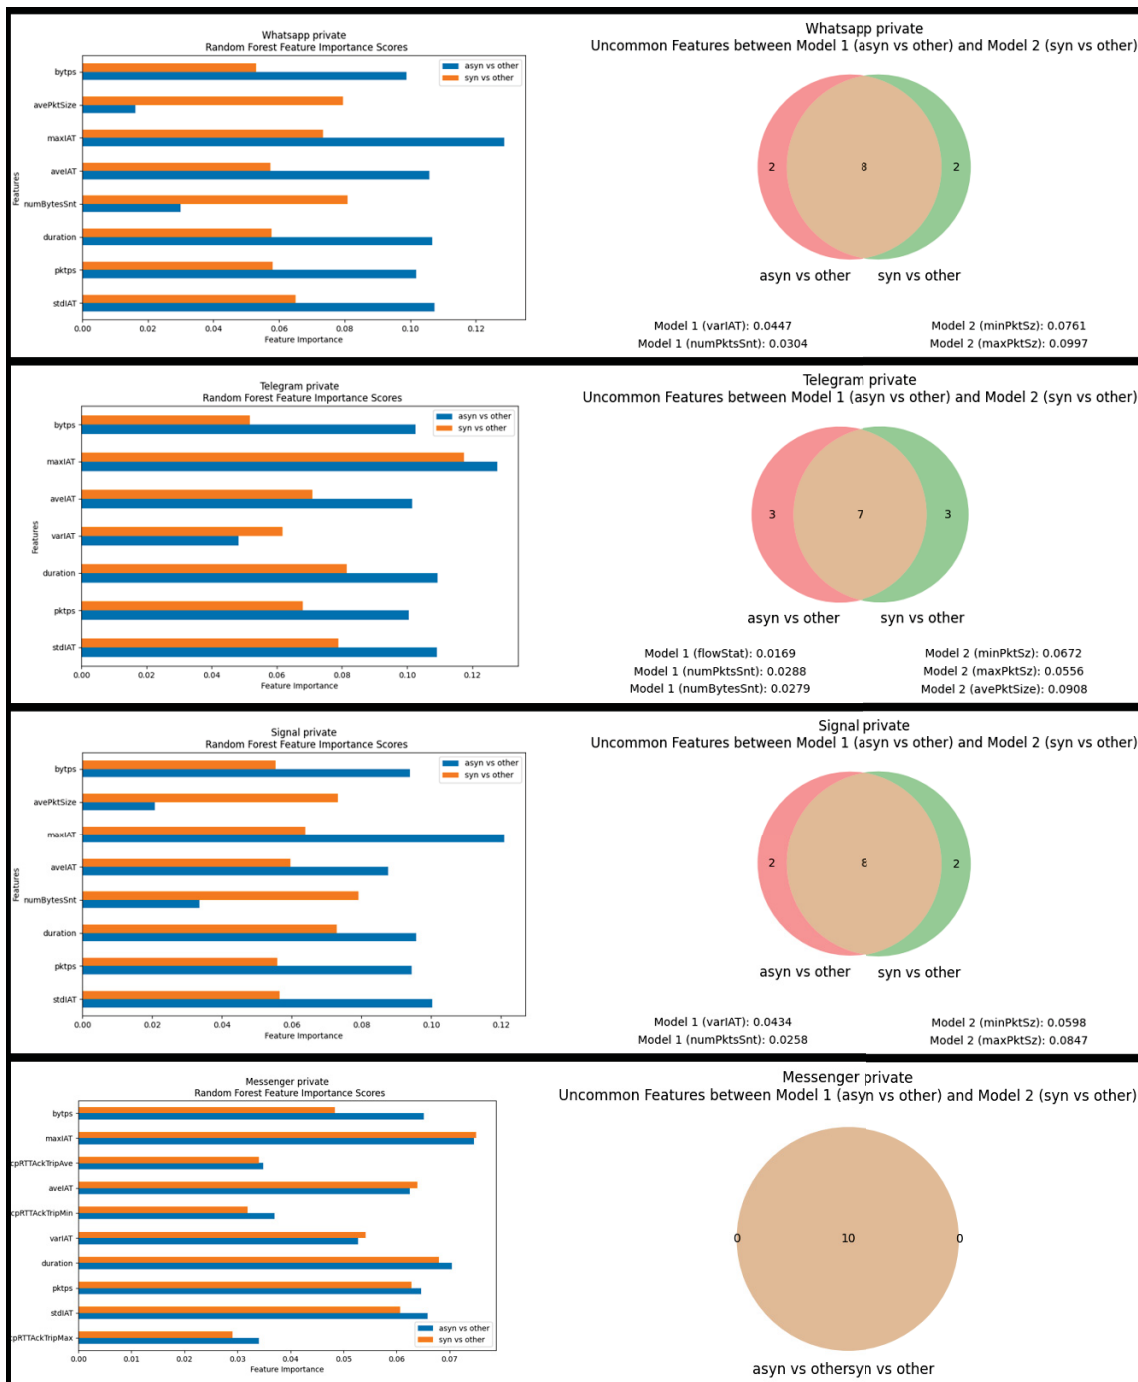 Whatsapp private
Random Forest Feature Importance Scores
asyn vs other
syn vs other
bytps
avePktSize
maxIAT
aveIAT
numBytesSnt
duration
pktps
stdIAT
Features
0.00 0.02 0.04 0.06 0.08 0.10 0.12
Feature Importance
Whatsapp private
Uncommon Features between Model 1 (asyn vs other) and Model 2 (syn vs other)
2 8 2
asyn vs other syn vs other
Model 1 (varIAT): 0.0447 Model 2 (minPktSz): 0.0761
Model 1 (numPktsSnt): 0.0304 Model 2 (maxPktSz): 0.0997
Telegram private
Random Forest Feature Importance Scores
asyn vs other
syn vs other
bytps
maxIAT
aveIAT
varIAT
duration
pktps
stdIAT
Features
0.00 0.02 0.04 0.06 0.08 0.10 0.12
Feature Importance
Telegram private
Uncommon Features between Model 1 (asyn vs other) and Model 2 (syn vs other)
3 7 3
asyn vs other syn vs other
Model 1 (flowStat): 0.0169 Model 2 (minPktSz): 0.0672
Model 1 (numPktsSnt): 0.0288 Model 2 (maxPktSz): 0.0556
Model 1 (numBytesSnt): 0.0279 Model 2 (avePktSize): 0.0908
Signal private
Random Forest Feature Importance Scores
asyn vs other
syn vs other
bytps
avePktSize
maxIAT
aveIAT
numBytesSnt
duration
pktps
stdIAT
Features
0.00 0.02 0.04 0.06 0.08 0.10 0.12
Feature Importance
Signal private
Uncommon Features between Model 1 (asyn vs other) and Model 2 (syn vs other)
2 8 2
asyn vs other syn vs other
Model 1 (varIAT): 0.0434 Model 2 (minPktSz): 0.0598
Model 1 (numPktsSnt): 0.0258 Model 2 (maxPktSz): 0.0847
Messenger private
Random Forest Feature Importance Scores
bytps
maxIAT
cpRTTAckTripAve
aveIAT
cpRTTAckTripMin
varIAT
duration
pktps
stdIAT
cpRTTAckTripMax
asyn vs other
syn vs other
0.00 0.01 0.02 0.03 0.04 0.05 0.06 0.07
Feature Importance
Messenger private
Uncommon Features between Model 1 (asyn vs other) and Model 2 (syn vs other)
0 10 0
asyn vs othersyn vs other